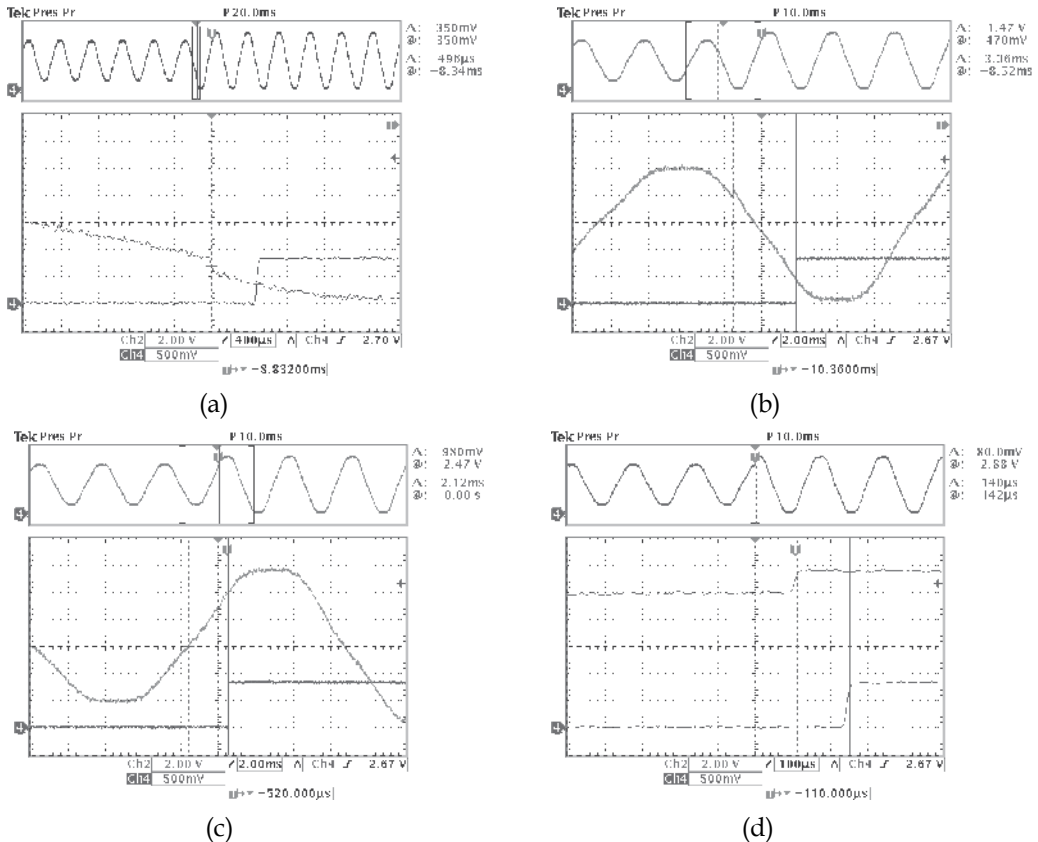 Tek Pres Pr
P 20.0ms
Δ: 350mV
@: 350mV
Δ: 496µs
@: -8.34ms
4
Ch2 2.00 V 400µs A Ch4 2.70 V
Ch4 500mV
-8.83200ms
(a)
Tek Pres Pr
P 10.0ms
Δ: 1.47 V
@: 470mV
Δ: 3.36ms
@: -8.52ms
4
Ch2 2.00 V 2.00ms A Ch4 2.67 V
Ch4 500mV
-10.3600ms
(b)
Tek Pres Pr
P 10.0ms
Δ: 980mV
@: 2.47 V
Δ: 2.12ms
@: 0.00 s
4
Ch2 2.00 V 2.00ms A Ch4 2.67 V
Ch4 500mV
-520.000µs
(c)
Tek Pres Pr
P 10.0ms
Δ: 80.0mV
@: 2.88 V
Δ: 140µs
@: 142µs
4
Ch2 2.00 V 100µs A Ch4 2.67 V
Ch4 500mV
-110.000µs
(d)